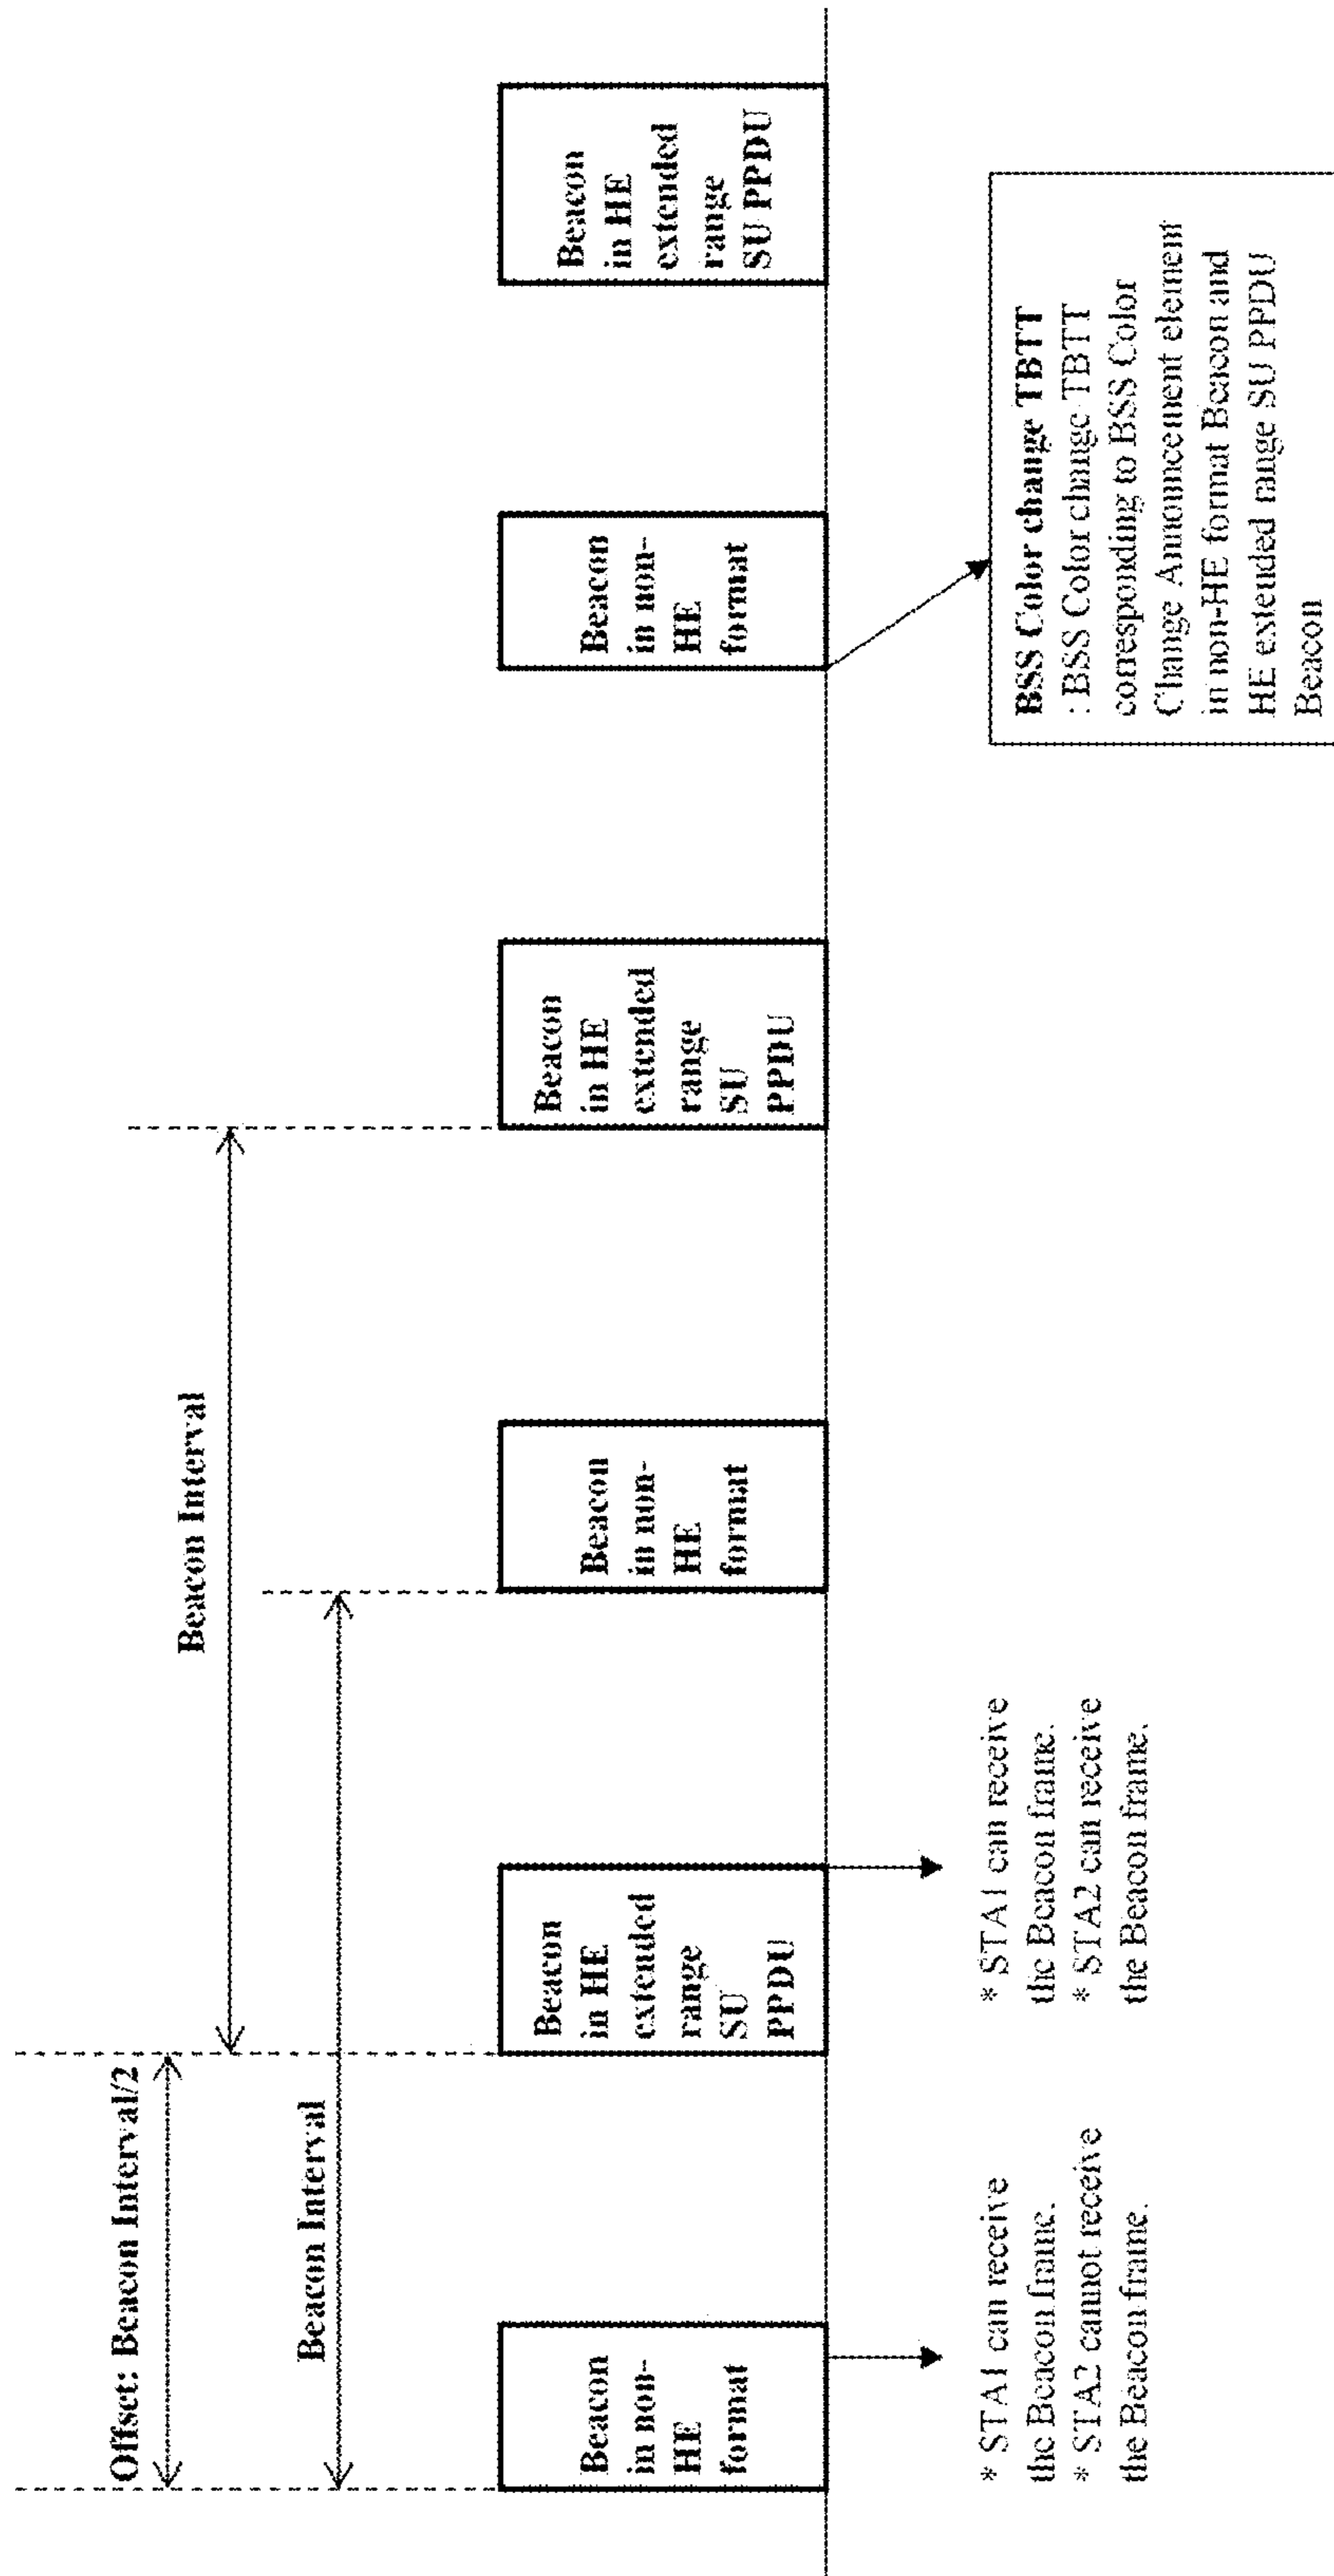 Offset: Beacon Interval/2
Beacon Interval
Beacon Interval
Beacon
in non-
HE
format
Beacon
in HE
extended
range
SU
PPDU
Beacon
in non-
HE
format
Beacon
in HE
extended
range
SU
PPDU
Beacon
in non-
HE
format
Beacon
in HE
extended
range
SU PPDU
* STA1 can receive
the Beacon frame.
* STA2 cannot receive
the Beacon frame.
* STA1 can receive
the Beacon frame.
* STA2 can receive
the Beacon frame.
BSS Color change TBTT
: BSS Color change TBTT
corresponding to BSS Color
Change Announcement element
in non-HE format Beacon and
HE extended range SU PPDU
Beacon